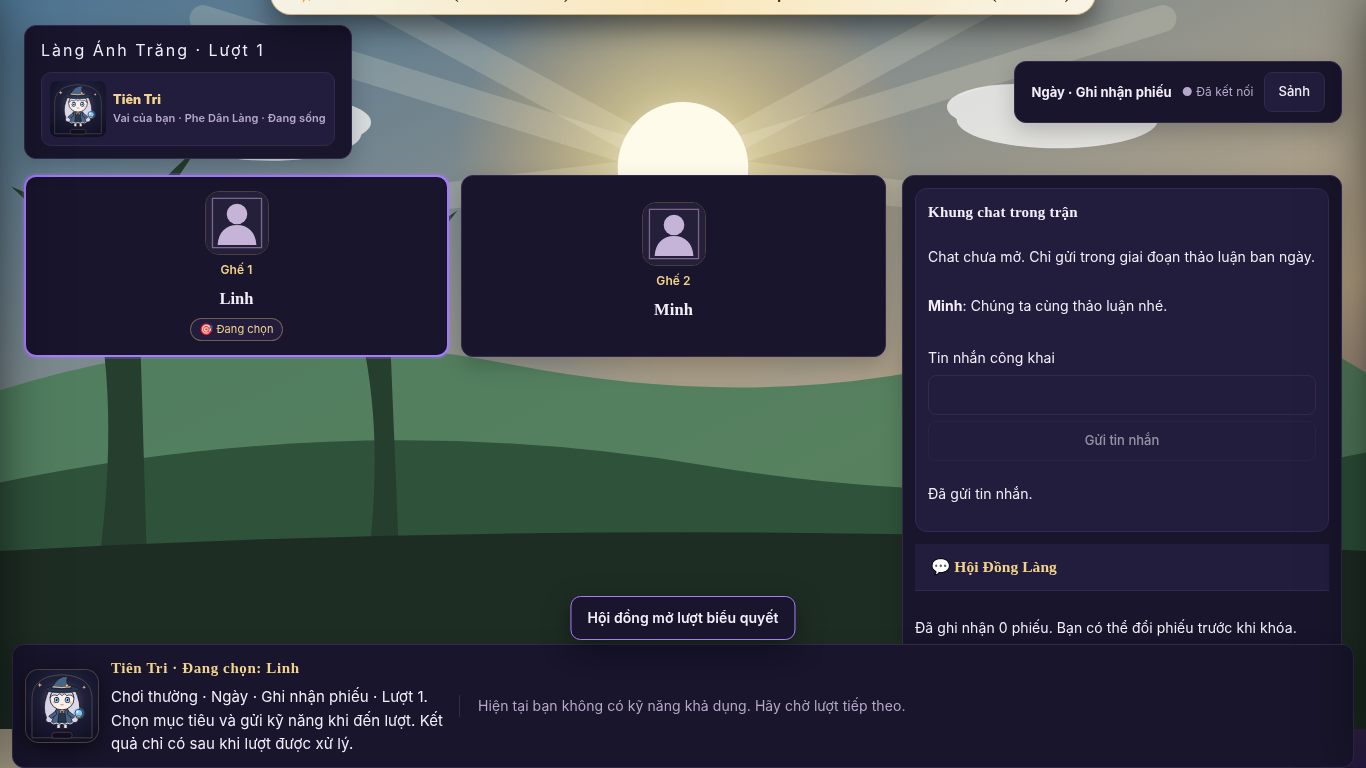 Làng Ánh Trăng · Lượt 1
Tiên Tri
Vai của bạn · Phe Dân Làng · Đang sống
Ngày · Ghi nhận phiếu
Đã kết nối
Sảnh
Ghế 1
Linh
🎯 Đang chọn
Ghế 2
Minh
Khung chat trong trận
Chat chưa mở. Chỉ gửi trong giai đoạn thảo luận ban ngày.
Minh: Chúng ta cùng thảo luận nhé.
Tin nhắn công khai
Gửi tin nhắn
Đã gửi tin nhắn.
💬 Hội Đồng Làng
Đã ghi nhận 0 phiếu. Bạn có thể đổi phiếu trước khi khóa.
Hội đồng mở lượt biểu quyết
Tiên Tri · Đang chọn: Linh
Chơi thường · Ngày · Ghi nhận phiếu · Lượt 1.
Chọn mục tiêu và gửi kỹ năng khi đến lượt. Kết
quả chỉ có sau khi lượt được xử lý.
Hiện tại bạn không có kỹ năng khả dụng. Hãy chờ lượt tiếp theo.